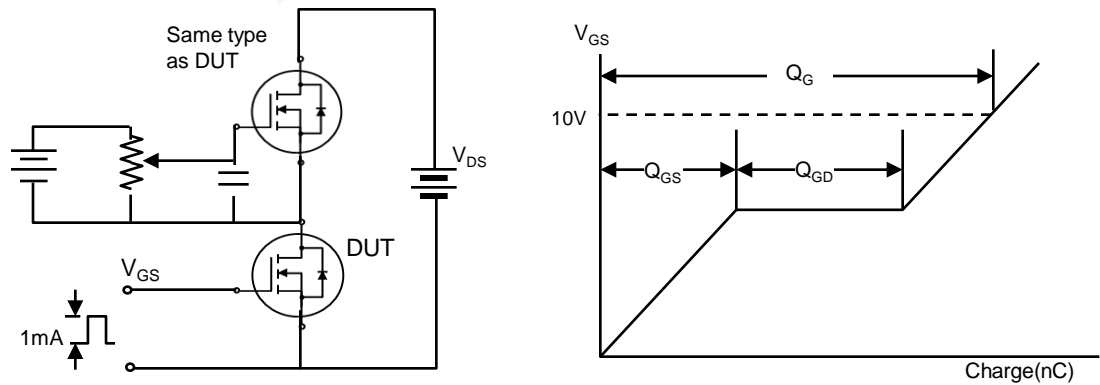 Same type
as DUT
V_DS
DUT
V_GS
1mA
V_GS
Q_G
10V
Q_GS
Q_GD
Charge(nC)